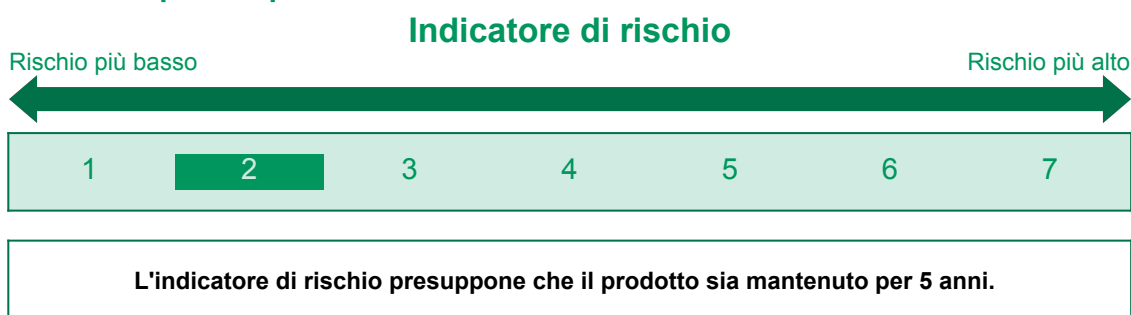 Indicatore di rischio
Rischio più basso Rischio più alto
1 2 3 4 5 6 7
L'indicatore di rischio presuppone che il prodotto sia mantenuto per 5 anni.